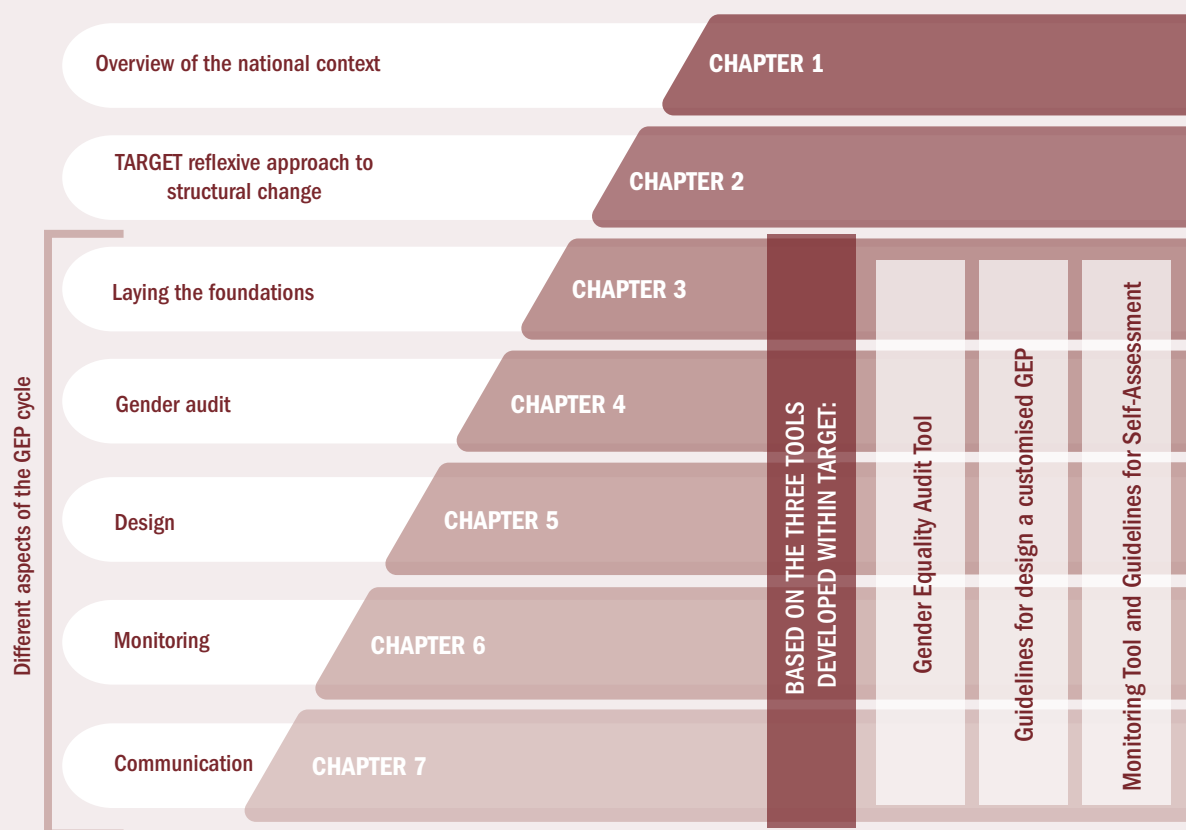 Overview of the national context
CHAPTER 1
TARGET reflexive approach to
structural change
CHAPTER 2
Different aspects of the GEP cycle
Laying the foundations
CHAPTER 3
Gender audit
CHAPTER 4
Design
CHAPTER 5
Monitoring
CHAPTER 6
Communication
CHAPTER 7
BASED ON THE THREE TOOLS
DEVELOPED WITHIN TARGET:
Gender Equality Audit Tool
Guidelines for design a customised GEP
Monitoring Tool and Guidelines for Self-Assessment